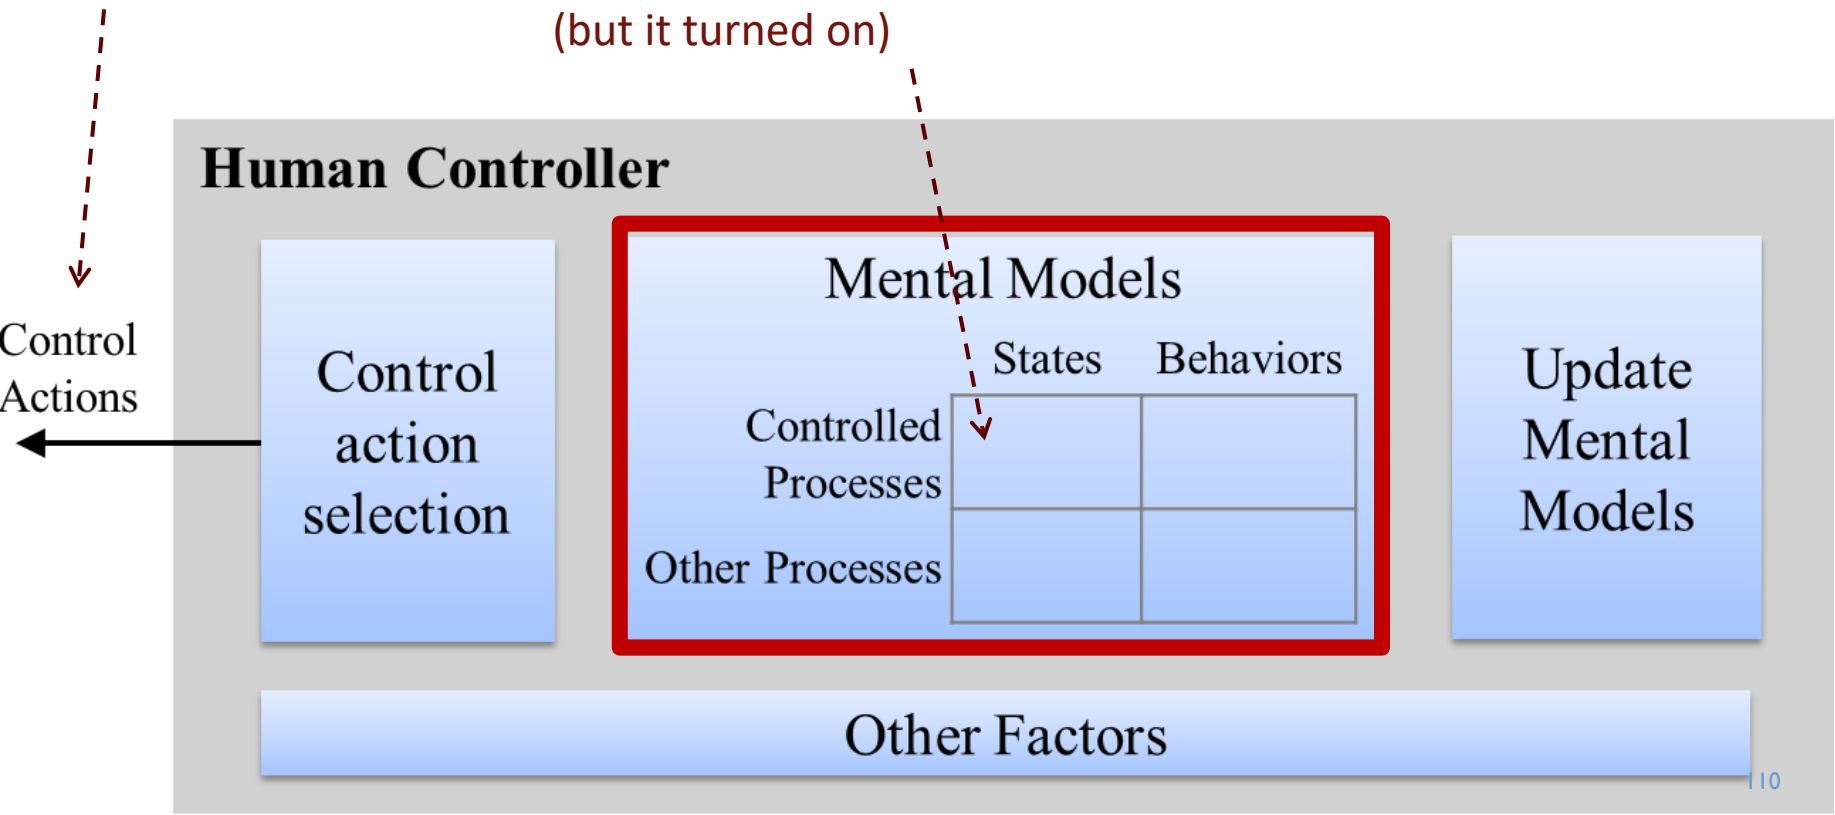 (but it turned on)
Human Controller
Control
Actions
Control
action
selection
Mental Models
States Behaviors
Controlled
Processes
Other Processes
Update
Mental
Models
Other Factors
110